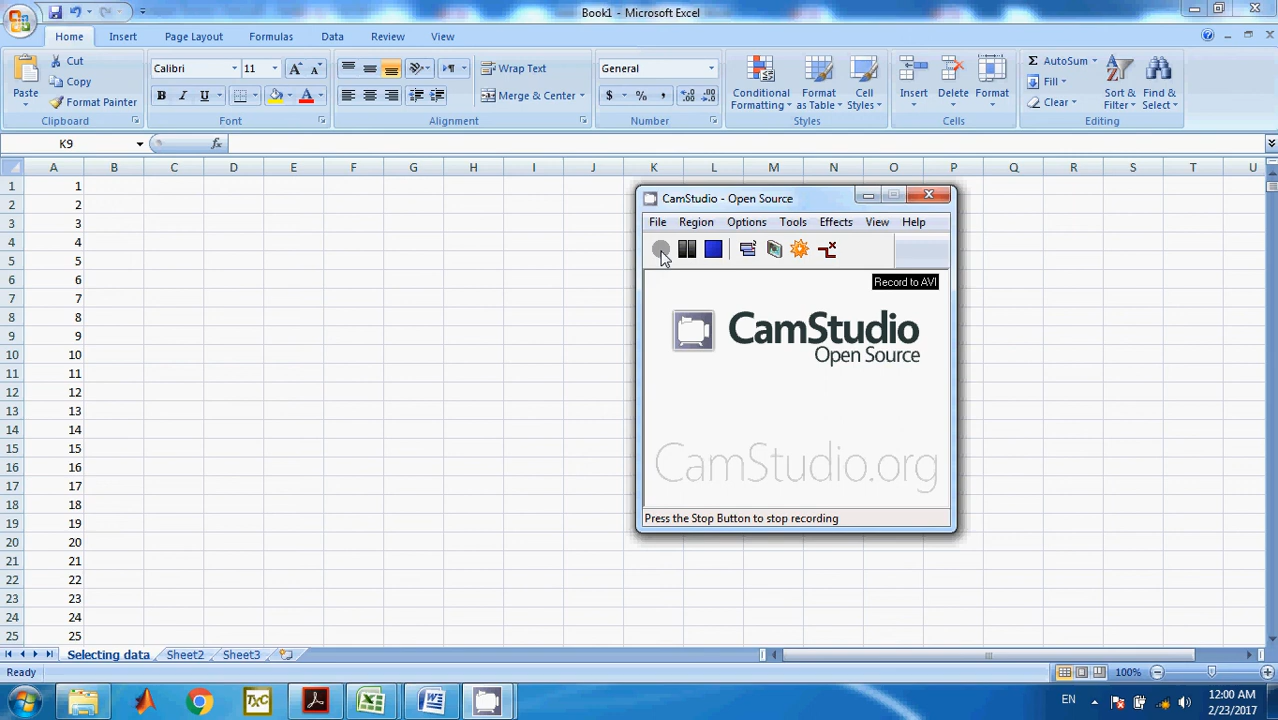 Book1 - Microsoft Excel
Home Insert Page Layout Formulas Data Review View
Paste
Cut
Copy
Format Painter
Clipboard
Calibri 11
B I U
Font
Wrap Text
Merge & Center
Alignment
General
$ % ,
Number
Conditional Formatting
Format as Table
Cell Styles
Styles
Insert Delete Format
Cells
Σ AutoSum
Fill
Clear
Sort & Filter
Find & Select
Editing
K9 fx
A B C D E F G H I J K L M N O P Q R S T U
1 1
2 2
3 3
4 4
5 5
6 6
7 7
8 8
9 9
10 10
11 11
12 12
13 13
14 14
15 15
16 16
17 17
18 18
19 19
20 20
21 21
22 22
23 23
24 24
25 25
CamStudio - Open Source
File Region Options Tools Effects View Help
Record to AVI
CamStudio
Open Source
CamStudio.org
Press the Stop Button to stop recording
Selecting data Sheet2 Sheet3
Ready 100%
TXC
EN
12:00 AM
2/23/2017